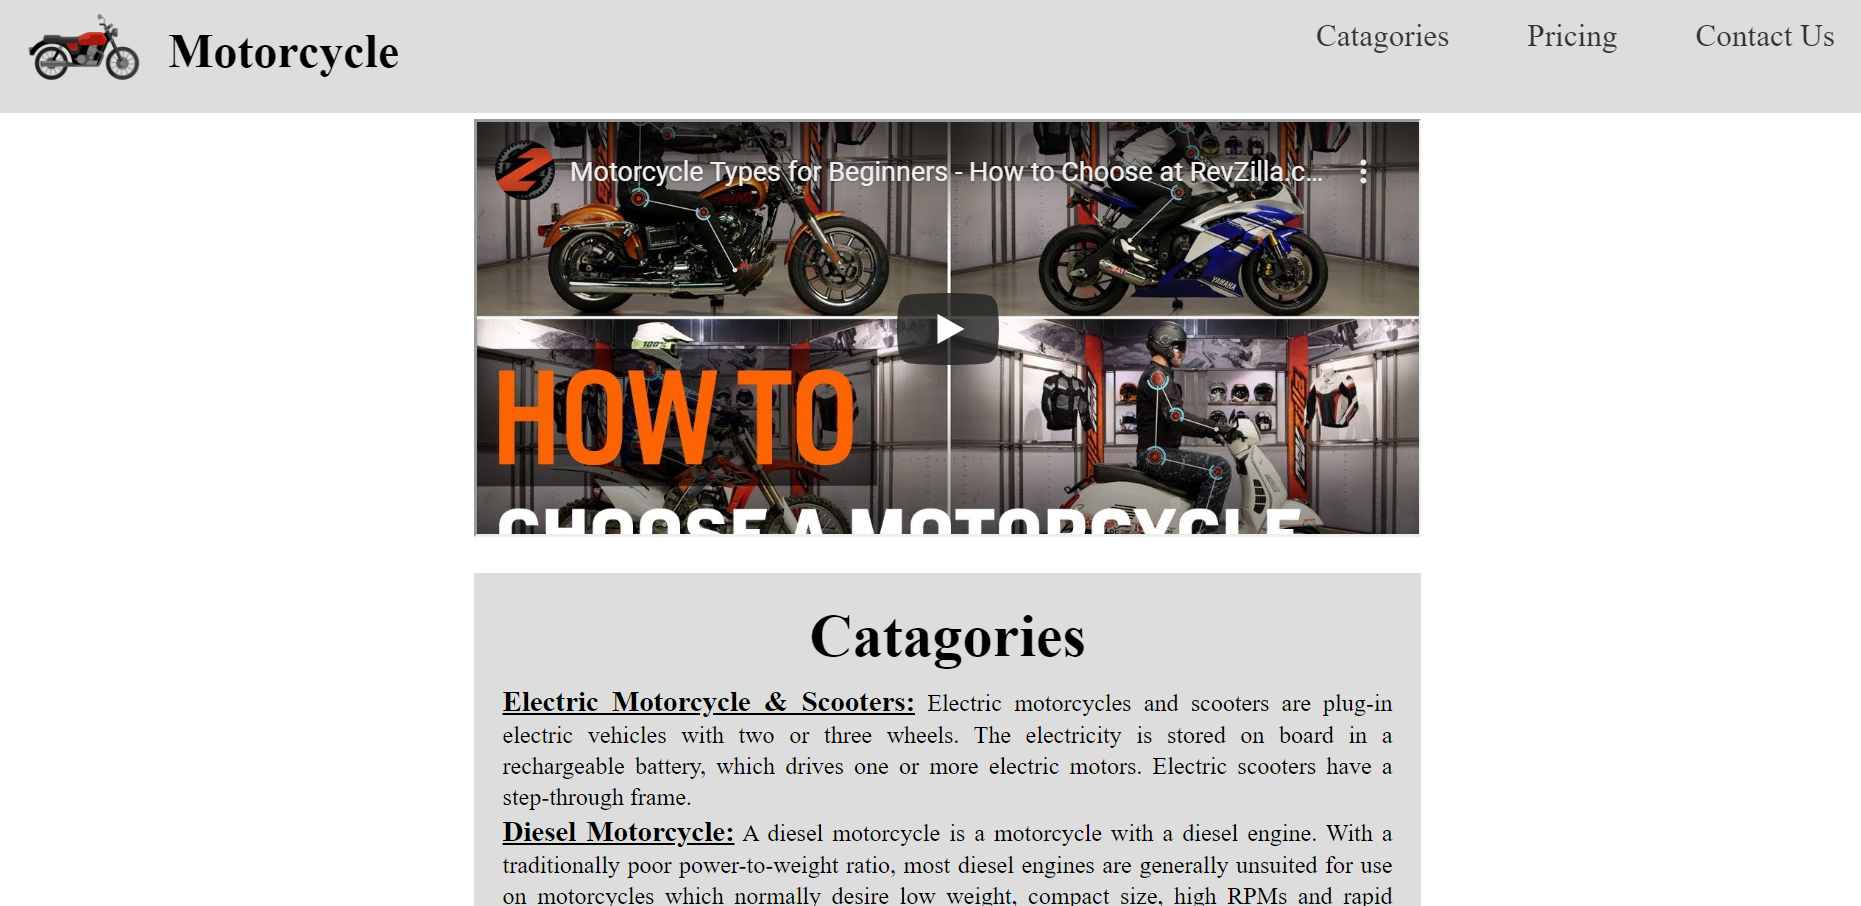 Motorcycle
Catagories
Pricing
Contact Us
Motorcycle Types for Beginners - How to Choose at RevZilla.c...
YAMAHA
100%
HOW TO
CHOOSE A MOTORCYCLE
Catagories
Electric Motorcycle & Scooters: Electric motorcycles and scooters are plug-in
electric vehicles with two or three wheels. The electricity is stored on board in a
rechargeable battery, which drives one or more electric motors. Electric scooters have a
step-through frame.
Diesel Motorcycle: A diesel motorcycle is a motorcycle with a diesel engine. With a
traditionally poor power-to-weight ratio, most diesel engines are generally unsuited for use
on motorcycles which normally desire low weight, compact size, high RPMs and rapid